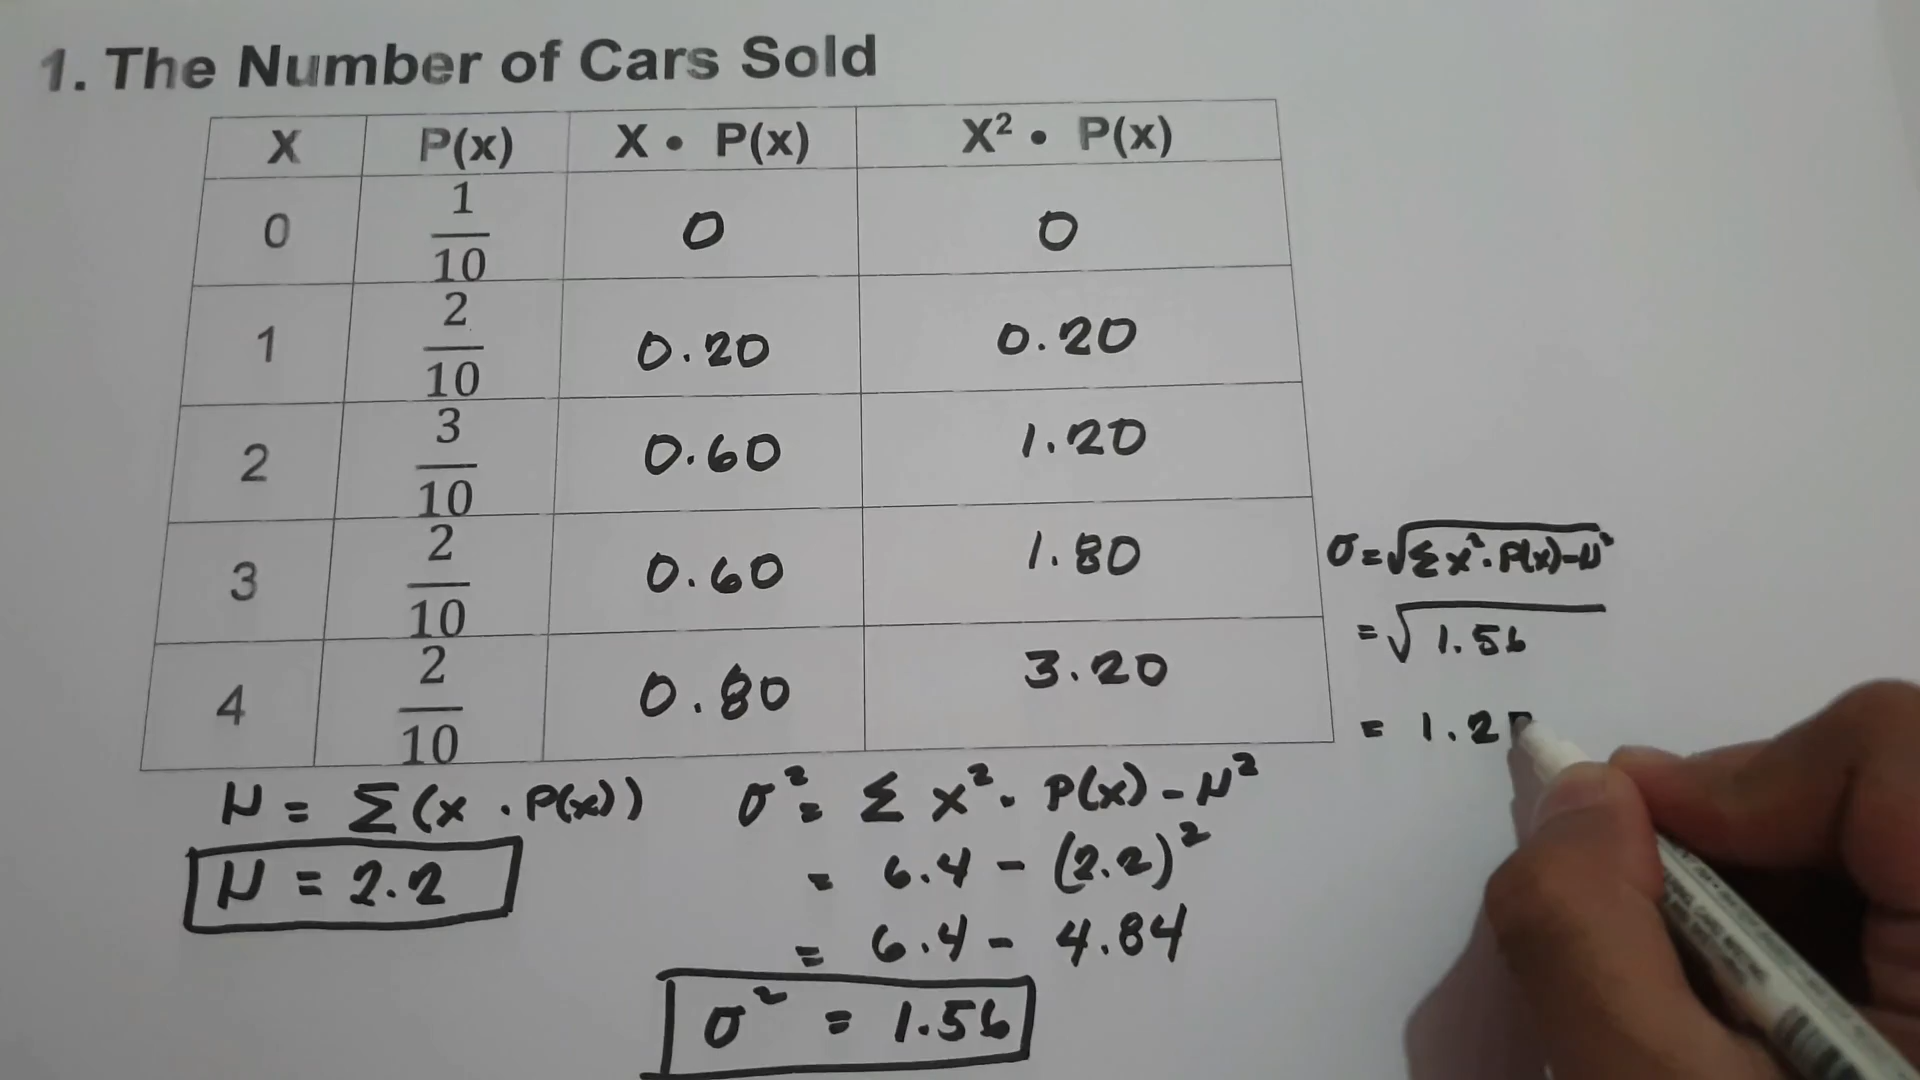 1. The Number of Cars Sold
X P(x) X • P(x) X² • P(x)
0 1/10 0 0
1 2/10 0.20 0.20
2 3/10 0.60 1.20
3 2/10 0.60 1.80
4 2/10 0.80 3.20
μ = Σ(x · P(x))
μ = 2.2
σ² = Σ x² · P(x) - μ²
= 6.4 - (2.2)²
= 6.4 - 4.84
σ² = 1.56
σ = √Σ x² · P(x) - μ²
= √1.56
= 1.2